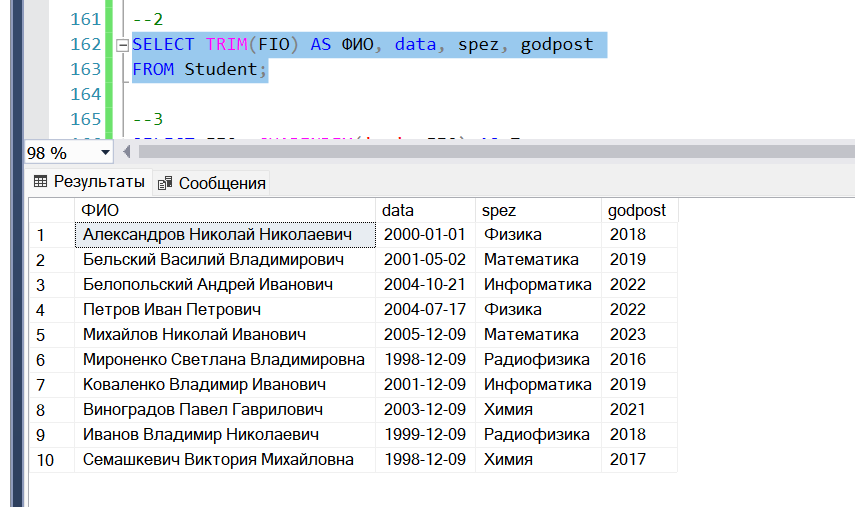 161 --2
162 SELECT TRIM(FIO) AS ФИО, data, spez, godpost
163 FROM Student;
164
165 --3
98 %
Результаты Сообщения
ФИО data spez godpost
1 Александров Николай Николаевич 2000-01-01 Физика 2018
2 Бельский Василий Владимирович 2001-05-02 Математика 2019
3 Белопольский Андрей Иванович 2004-10-21 Информатика 2022
4 Петров Иван Петрович 2004-07-17 Физика 2022
5 Михайлов Николай Иванович 2005-12-09 Математика 2023
6 Мироненко Светлана Владимировна 1998-12-09 Радиофизика 2016
7 Коваленко Владимир Иванович 2001-12-09 Информатика 2019
8 Виноградов Павел Гаврилович 2003-12-09 Химия 2021
9 Иванов Владимир Николаевич 1999-12-09 Радиофизика 2018
10 Семашкевич Виктория Михайловна 1998-12-09 Химия 2017